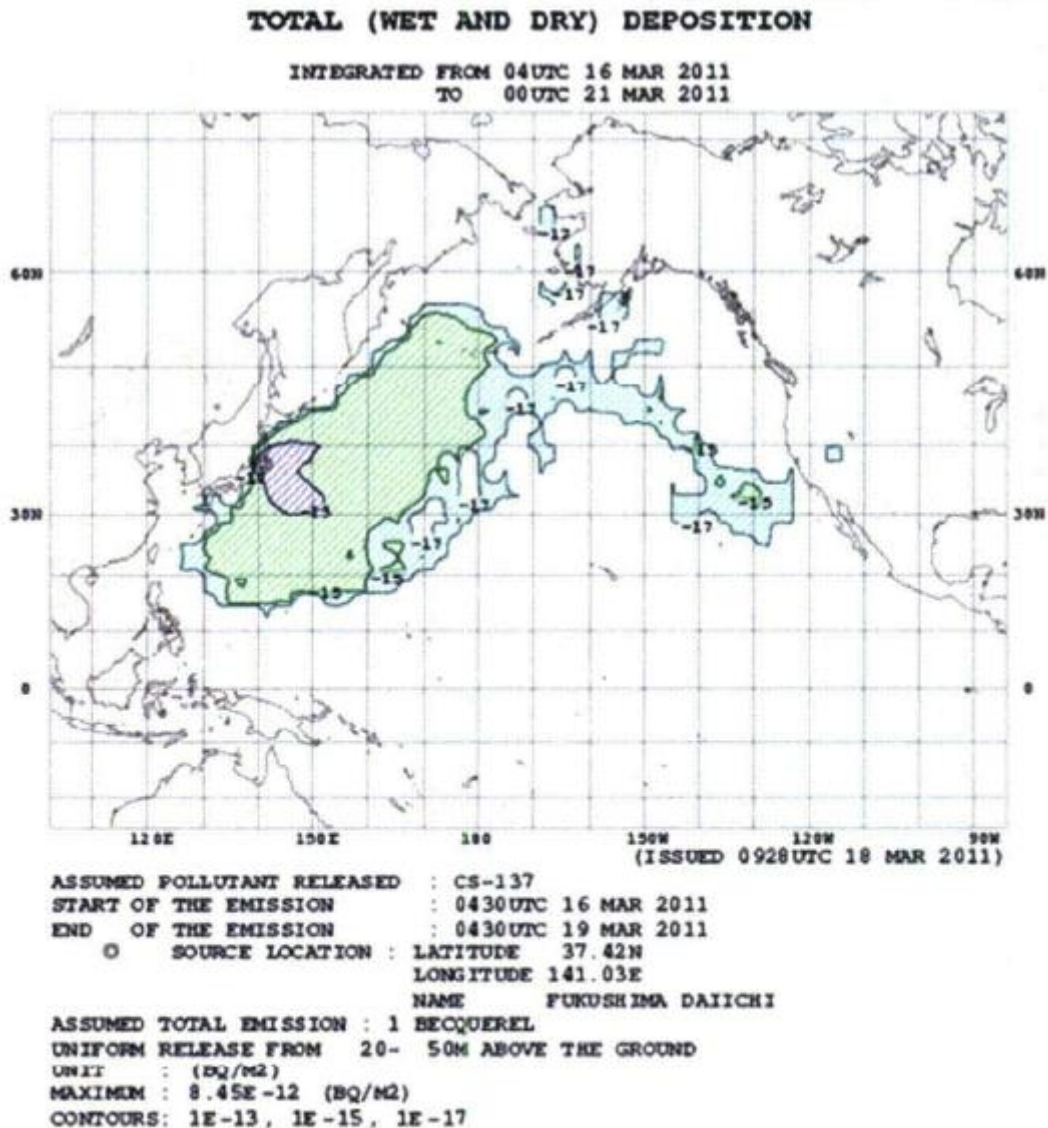 TOTAL (WET AND DRY) DEPOSITION
INTEGRATED FROM 04UTC 16 MAR 2011
TO 00UTC 21 MAR 2011
-17
60N -17 60N
-17
-17
-17
-17
-15
-13 -15
30N -17 -17 30N
-17
-15
-15
0 0
120E 150E 180 150W 120W 90W
(ISSUED 0928UTC 18 MAR 2011)
ASSUMED POLLUTANT RELEASED : CS-137
START OF THE EMISSION : 0430UTC 16 MAR 2011
END OF THE EMISSION : 0430UTC 19 MAR 2011
SOURCE LOCATION : LATITUDE 37.42N
LONGITUDE 141.03E
NAME FUKUSHIMA DAIICHI
ASSUMED TOTAL EMISSION : 1 BECQUEREL
UNIFORM RELEASE FROM 20- 50M ABOVE THE GROUND
UNIT : (BQ/M2)
MAXIMUM : 8.45E-12 (BQ/M2)
CONTOURS: 1E-13, 1E-15, 1E-17